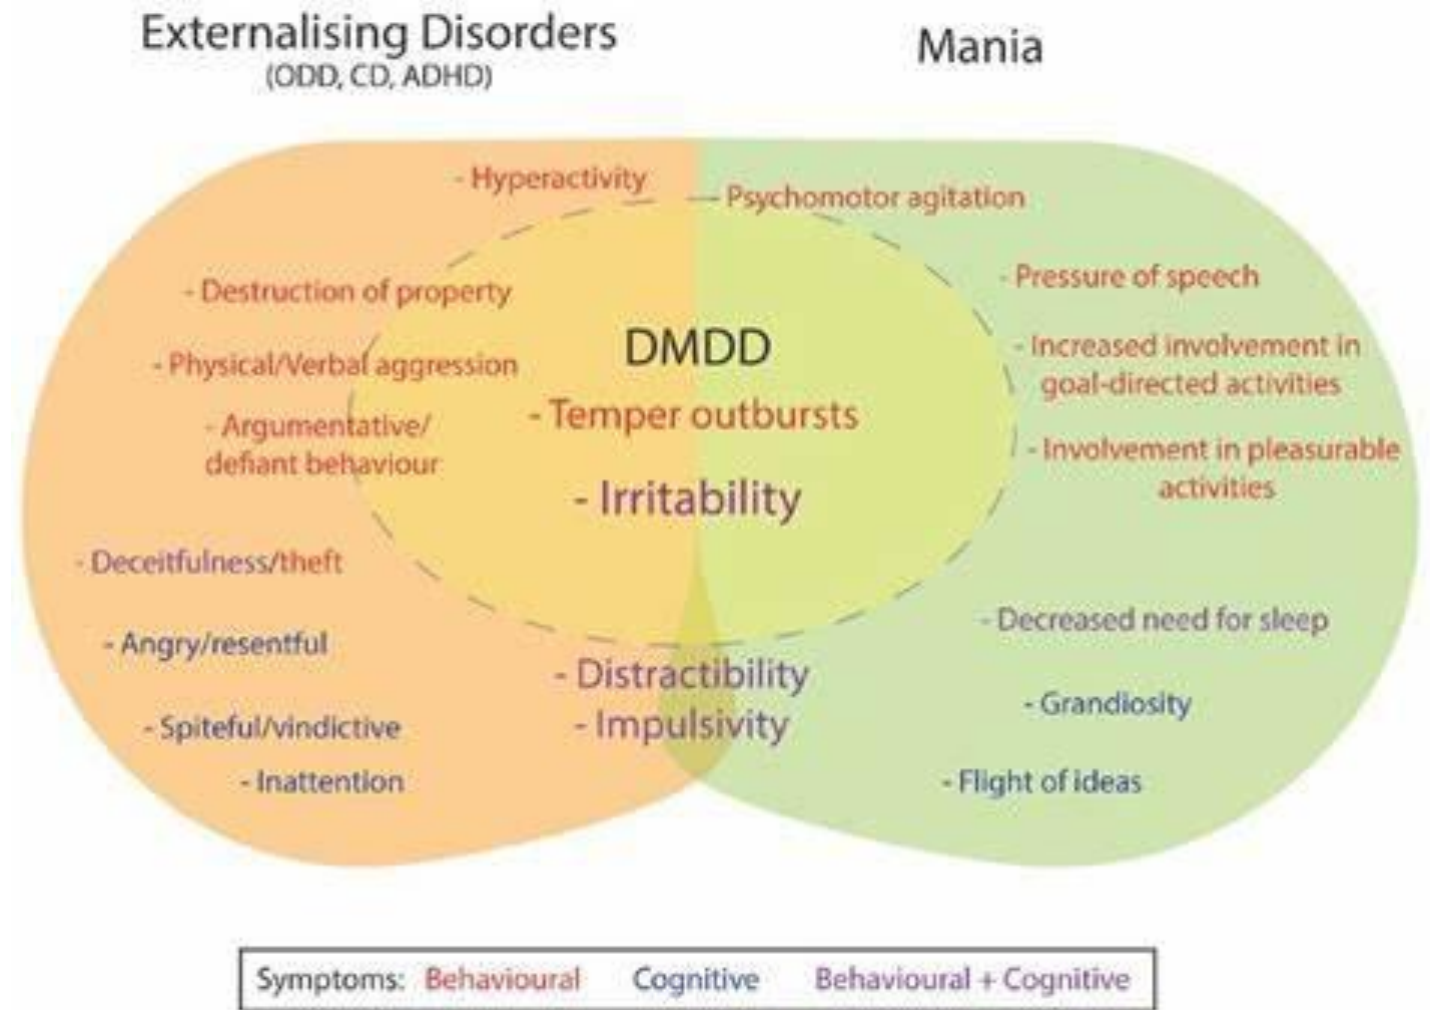 Externalising Disorders
(ODD, CD, ADHD)
Mania
- Hyperactivity
- Psychomotor agitation
- Destruction of property
- Pressure of speech
- Physical/Verbal aggression
- Increased involvement in
goal-directed activities
- Argumentative/
defiant behaviour
DMDD
- Temper outbursts
- Irritability
- Involvement in pleasurable
activities
- Deceitfulness/theft
- Angry/resentful
- Decreased need for sleep
- Distractibility
- Impulsivity
- Spiteful/vindictive
- Grandiosity
- Inattention
- Flight of ideas
Symptoms: Behavioural Cognitive Behavioural + Cognitive